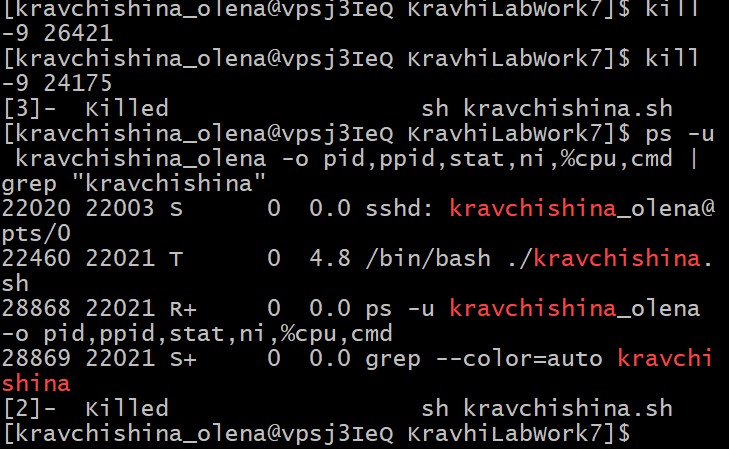 [kravchishina_olena@vpsj3IeQ KravhiLabWork7]$ kill
-9 26421
[kravchishina_olena@vpsj3IeQ KravhiLabWork7]$ kill
-9 24175
[3]-  Killed                  sh kravchishina.sh
[kravchishina_olena@vpsj3IeQ KravhiLabWork7]$ ps -u
 kravchishina_olena -o pid,ppid,stat,ni,%cpu,cmd |
grep "kravchishina"
22020 22003 S      0  0.0 sshd: kravchishina_olena@
pts/0
22460 22021 T      0  4.8 /bin/bash ./kravchishina.
sh
28868 22021 R+     0  0.0 ps -u kravchishina_olena
-o pid,ppid,stat,ni,%cpu,cmd
28869 22021 S+     0  0.0 grep --color=auto kravchi
shina
[2]-  Killed                  sh kravchishina.sh
[kravchishina_olena@vpsj3IeQ KravhiLabWork7]$